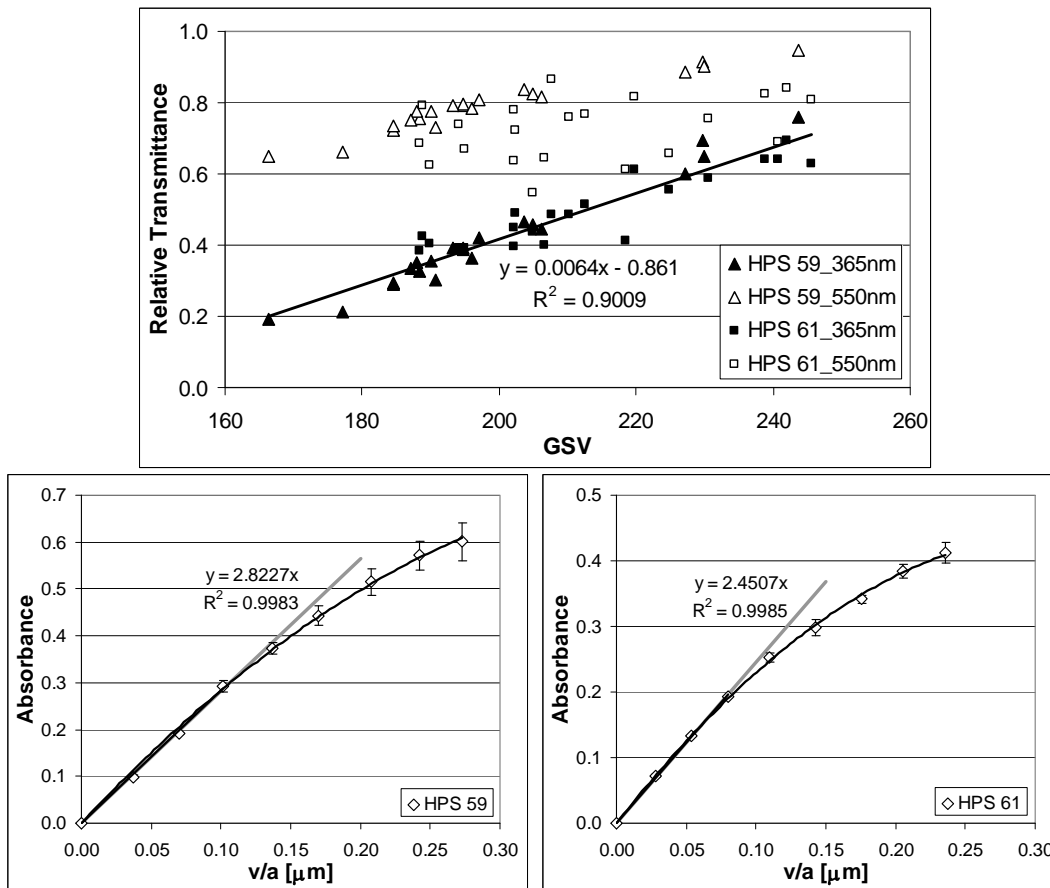 1.0
0.8
0.6
0.4
0.2
0.0
Relative Transmittance
y = 0.0064x - 0.861
R² = 0.9009
HPS 59_365nm
HPS 59_550nm
HPS 61_365nm
HPS 61_550nm
160 180 200 220 240 260
GSV
0.7
0.6
0.5
0.4
0.3
0.2
0.1
0.0
Absorbance
y = 2.8227x
R² = 0.9983
HPS 59
0.00 0.05 0.10 0.15 0.20 0.25 0.30
v/a [µm]
0.5
0.4
0.3
0.2
0.1
0.0
Absorbance
y = 2.4507x
R² = 0.9985
HPS 61
0.00 0.05 0.10 0.15 0.20 0.25 0.30
v/a [µm]